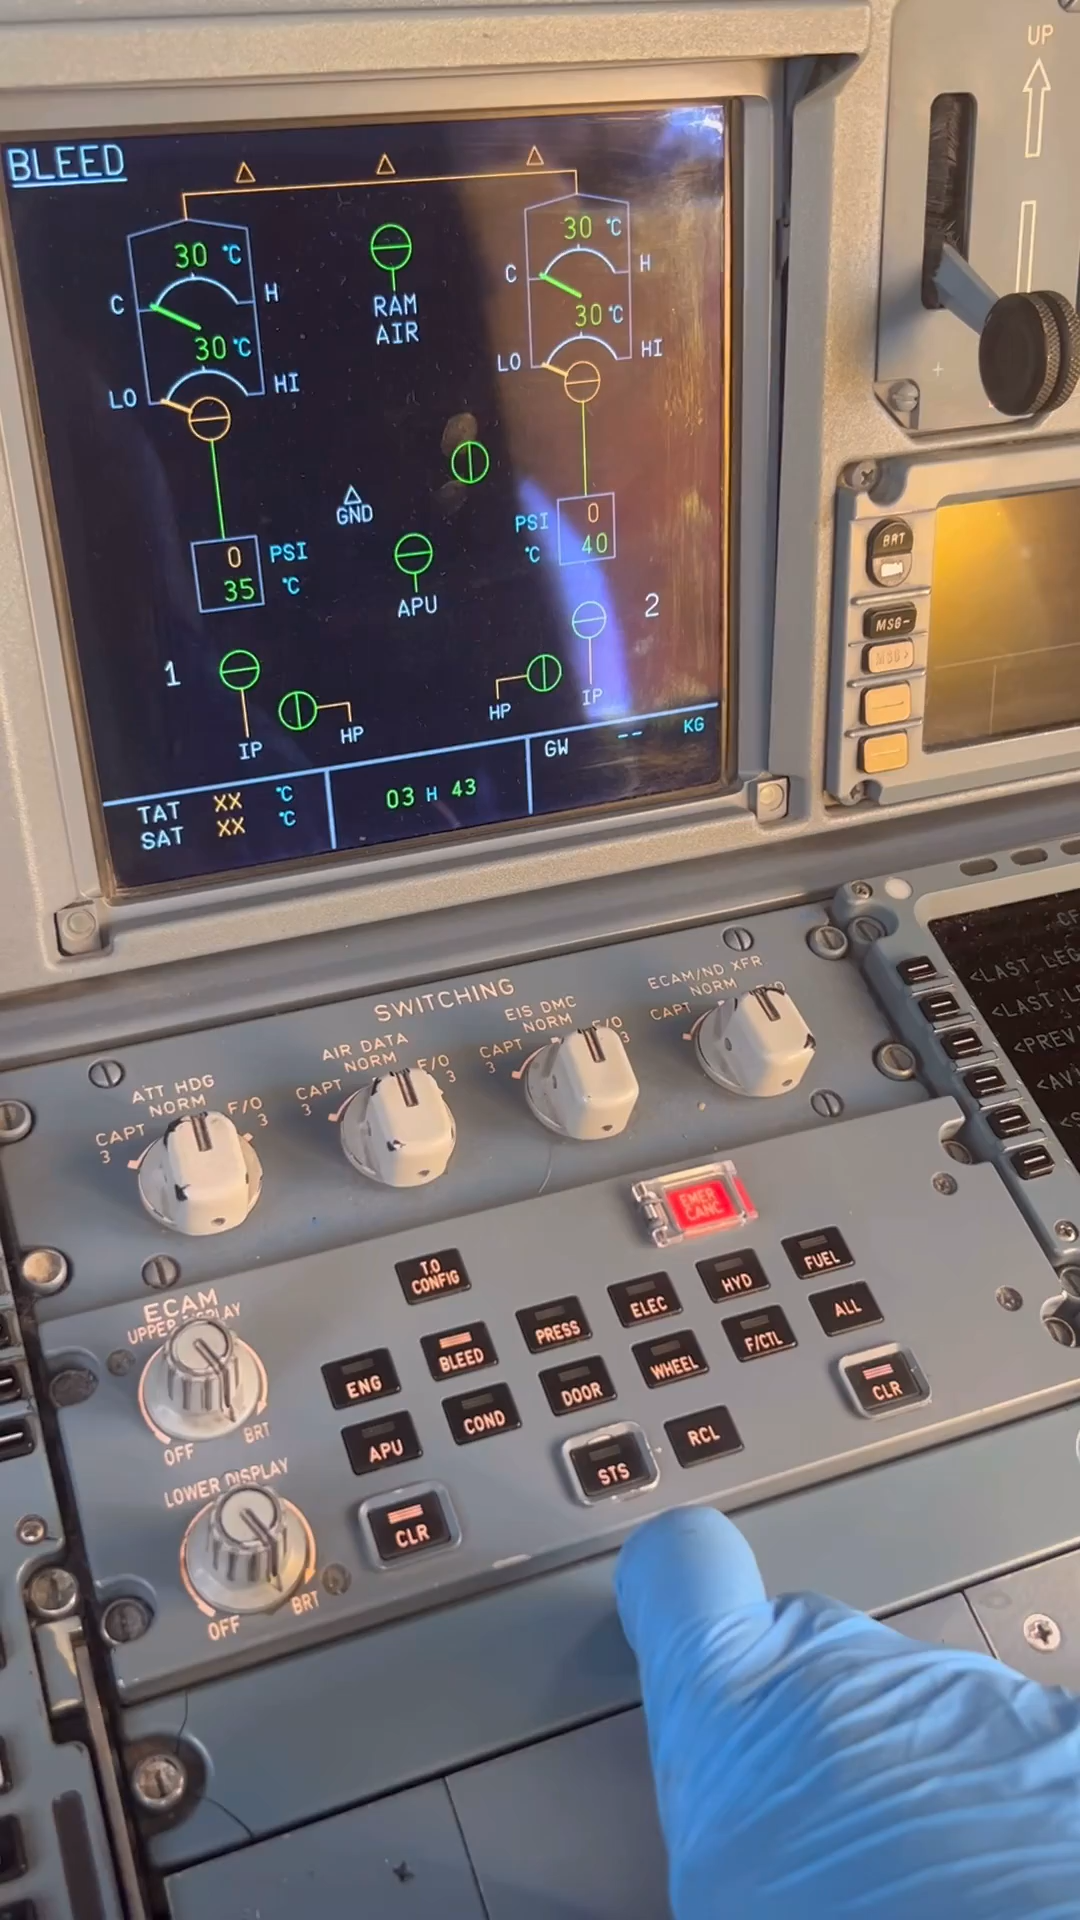 UP
BLEED
30 °C
30 °C
C
H
C
H
RAM
AIR
30 °C
30 °C
LO
HI
LO
HI
GND
0 PSI
35 °C
PSI 0
°C 40
APU
1
2
IP
HP
HP
IP
TAT XX °C
SAT XX °C
03 H 43
GW -- KG
BRT
MSG-
MSG>
<LAST LEG
<PREV
SWITCHING
ATT HDG
NORM
CAPT
3
F/O
3
AIR DATA
NORM
CAPT
3
F/O
3
EIS DMC
NORM
CAPT
3
F/O
3
ECAM/ND XFR
NORM
CAPT
EMER
CANC
ECAM
UPPER DISPLAY
OFF
BRT
T.O
CONFIG
ENG
BLEED
PRESS
ELEC
HYD
FUEL
APU
COND
DOOR
WHEEL
F/CTL
ALL
LOWER DISPLAY
OFF
BRT
CLR
STS
RCL
CLR